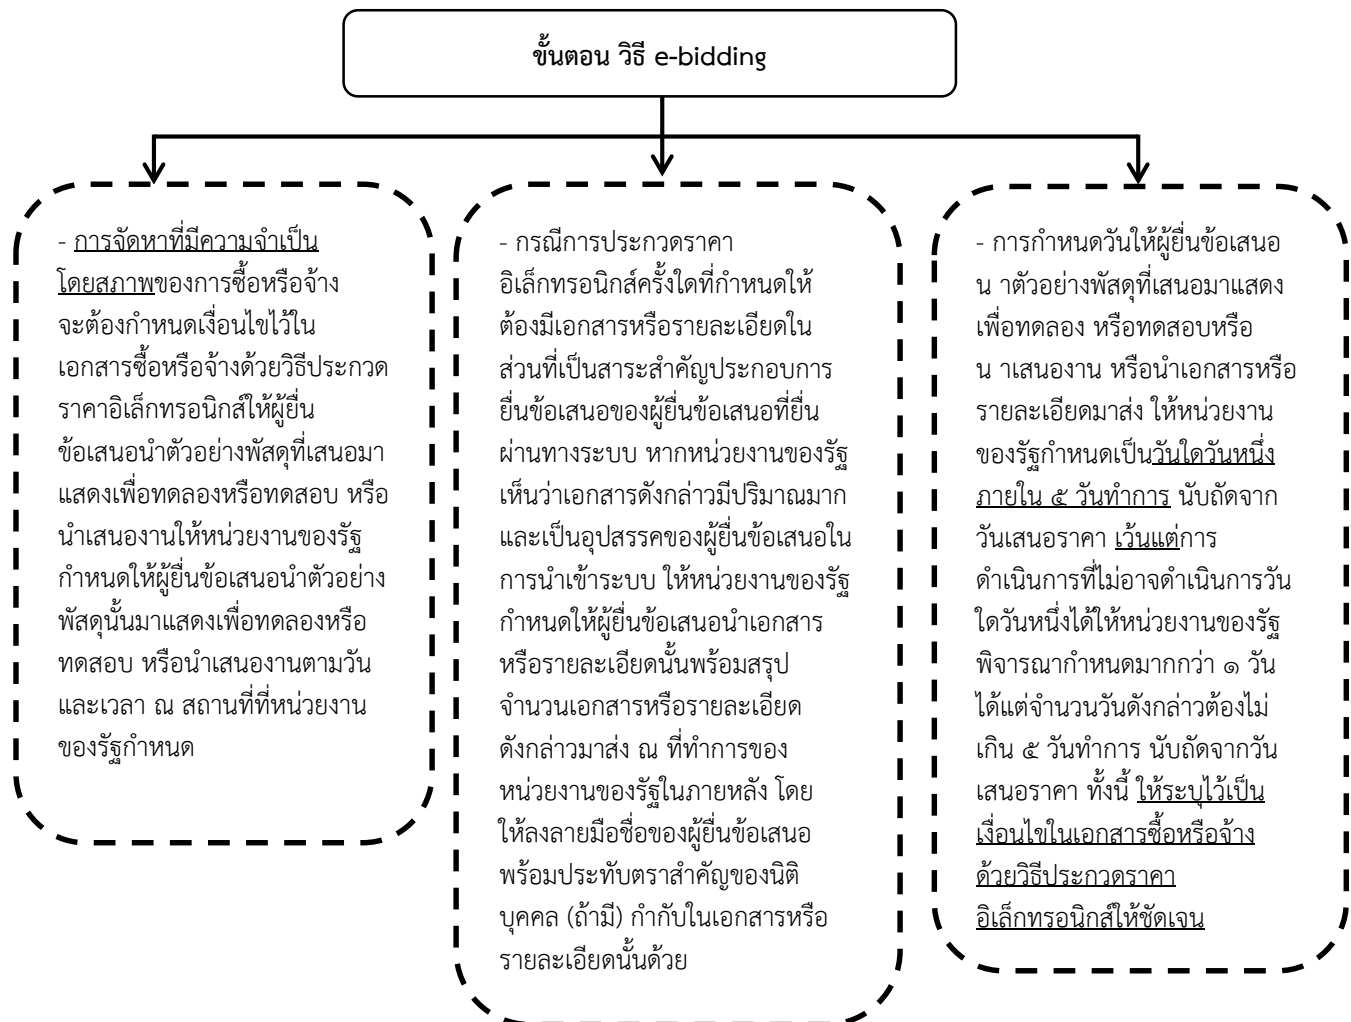 ขั้นตอน วิธี e-bidding
- การจัดหาที่มีความจำเป็น
โดยสภาพของการซื้อหรือจ้าง
จะต้องกำหนดเงื่อนไขไว้ใน
เอกสารซื้อหรือจ้างด้วยวิธีประกวด
ราคาอิเล็กทรอนิกส์ให้ผู้ยื่น
ข้อเสนอนำตัวอย่างพัสดุที่เสนอมา
แสดงเพื่อทดลองหรือทดสอบ หรือ
นำเสนองานให้หน่วยงานของรัฐ
กำหนดให้ผู้ยื่นข้อเสนอนำตัวอย่าง
พัสดุนั้นมาแสดงเพื่อทดลองหรือ
ทดสอบ หรือนำเสนองานตามวัน
และเวลา ณ สถานที่ที่หน่วยงาน
ของรัฐกำหนด
- กรณีการประกวดราคา
อิเล็กทรอนิกส์ครั้งใดที่กำหนดให้
ต้องมีเอกสารหรือรายละเอียดใน
ส่วนที่เป็นสาระสำคัญประกอบการ
ยื่นข้อเสนอของผู้ยื่นข้อเสนอที่ยื่น
ผ่านทางระบบ หากหน่วยงานของรัฐ
เห็นว่าเอกสารดังกล่าวมีปริมาณมาก
และเป็นอุปสรรคของผู้ยื่นข้อเสนอใน
การนำเข้าระบบ ให้หน่วยงานของรัฐ
กำหนดให้ผู้ยื่นข้อเสนอนำเอกสาร
หรือรายละเอียดนั้นพร้อมสรุป
จำนวนเอกสารหรือรายละเอียด
ดังกล่าวมาส่ง ณ ที่ทำการของ
หน่วยงานของรัฐในภายหลัง โดย
ให้ลงลายมือชื่อของผู้ยื่นข้อเสนอ
พร้อมประทับตราสำคัญของนิติ
บุคคล (ถ้ามี) กำกับในเอกสารหรือ
รายละเอียดนั้นด้วย
- การกำหนดวันให้ผู้ยื่นข้อเสนอ
น าตัวอย่างพัสดุที่เสนอมาแสดง
เพื่อทดลอง หรือทดสอบหรือ
น าเสนองาน หรือนำเอกสารหรือ
รายละเอียดมาส่ง ให้หน่วยงาน
ของรัฐกำหนดเป็นวันใดวันหนึ่ง
ภายใน ๕ วันทำการ นับถัดจาก
วันเสนอราคา เว้นแต่การ
ดำเนินการที่ไม่อาจดำเนินการวัน
ใดวันหนึ่งได้ให้หน่วยงานของรัฐ
พิจารณากำหนดมากกว่า ๑ วัน
ได้แต่จำนวนวันดังกล่าวต้องไม่
เกิน ๕ วันทำการ นับถัดจากวัน
เสนอราคา ทั้งนี้ ให้ระบุไว้เป็น
เงื่อนไขในเอกสารซื้อหรือจ้าง
ด้วยวิธีประกวดราคา
อิเล็กทรอนิกส์ให้ชัดเจน